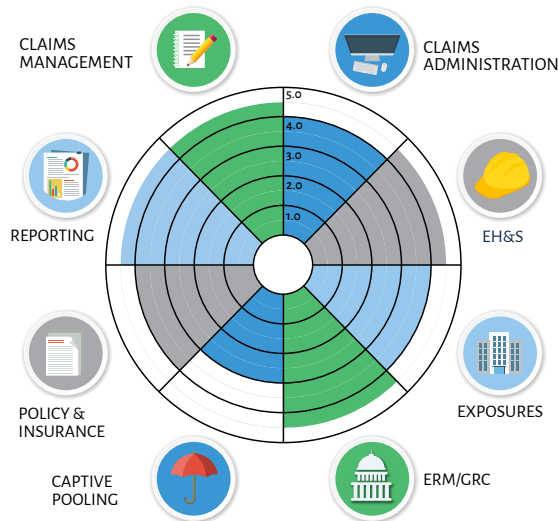 CLAIMS
MANAGEMENT
CLAIMS
ADMINISTRATION
5.0
4.0
3.0
2.0
1.0
REPORTING
EH&S
POLICY &
INSURANCE
EXPOSURES
CAPTIVE
POOLING
ERM/GRC